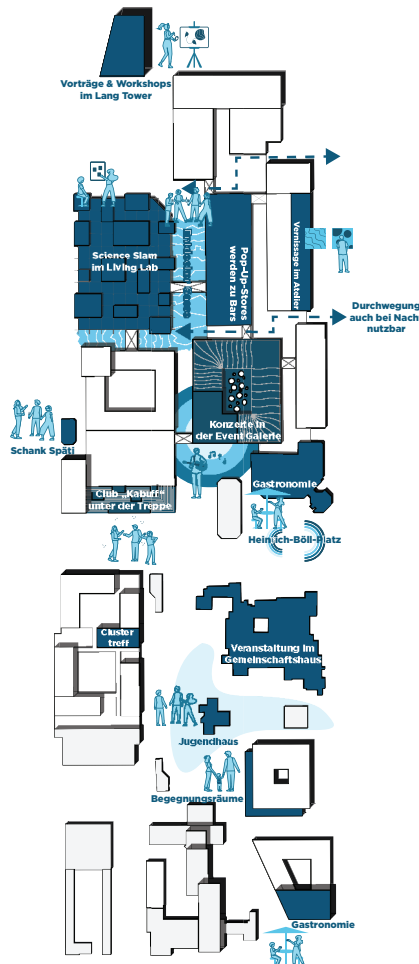 Vorträge & Workshops
im Lang Tower
Science Slam
im Living Lab
Pop-Up-Stores
werden zu Bars
Vernissage im Atelier
Durchwegung
auch bei Nach
nutzbar
Konzerte in
der Event Galerie
Schank Späti
Gastronomie
Club „Kabuff“
unter der Treppe
Heinrich-Böll-Platz
Cluster
treff
Veranstaltung im
Gemeinschaftshaus
Jugendhaus
Begegnungsräume
Gastronomie